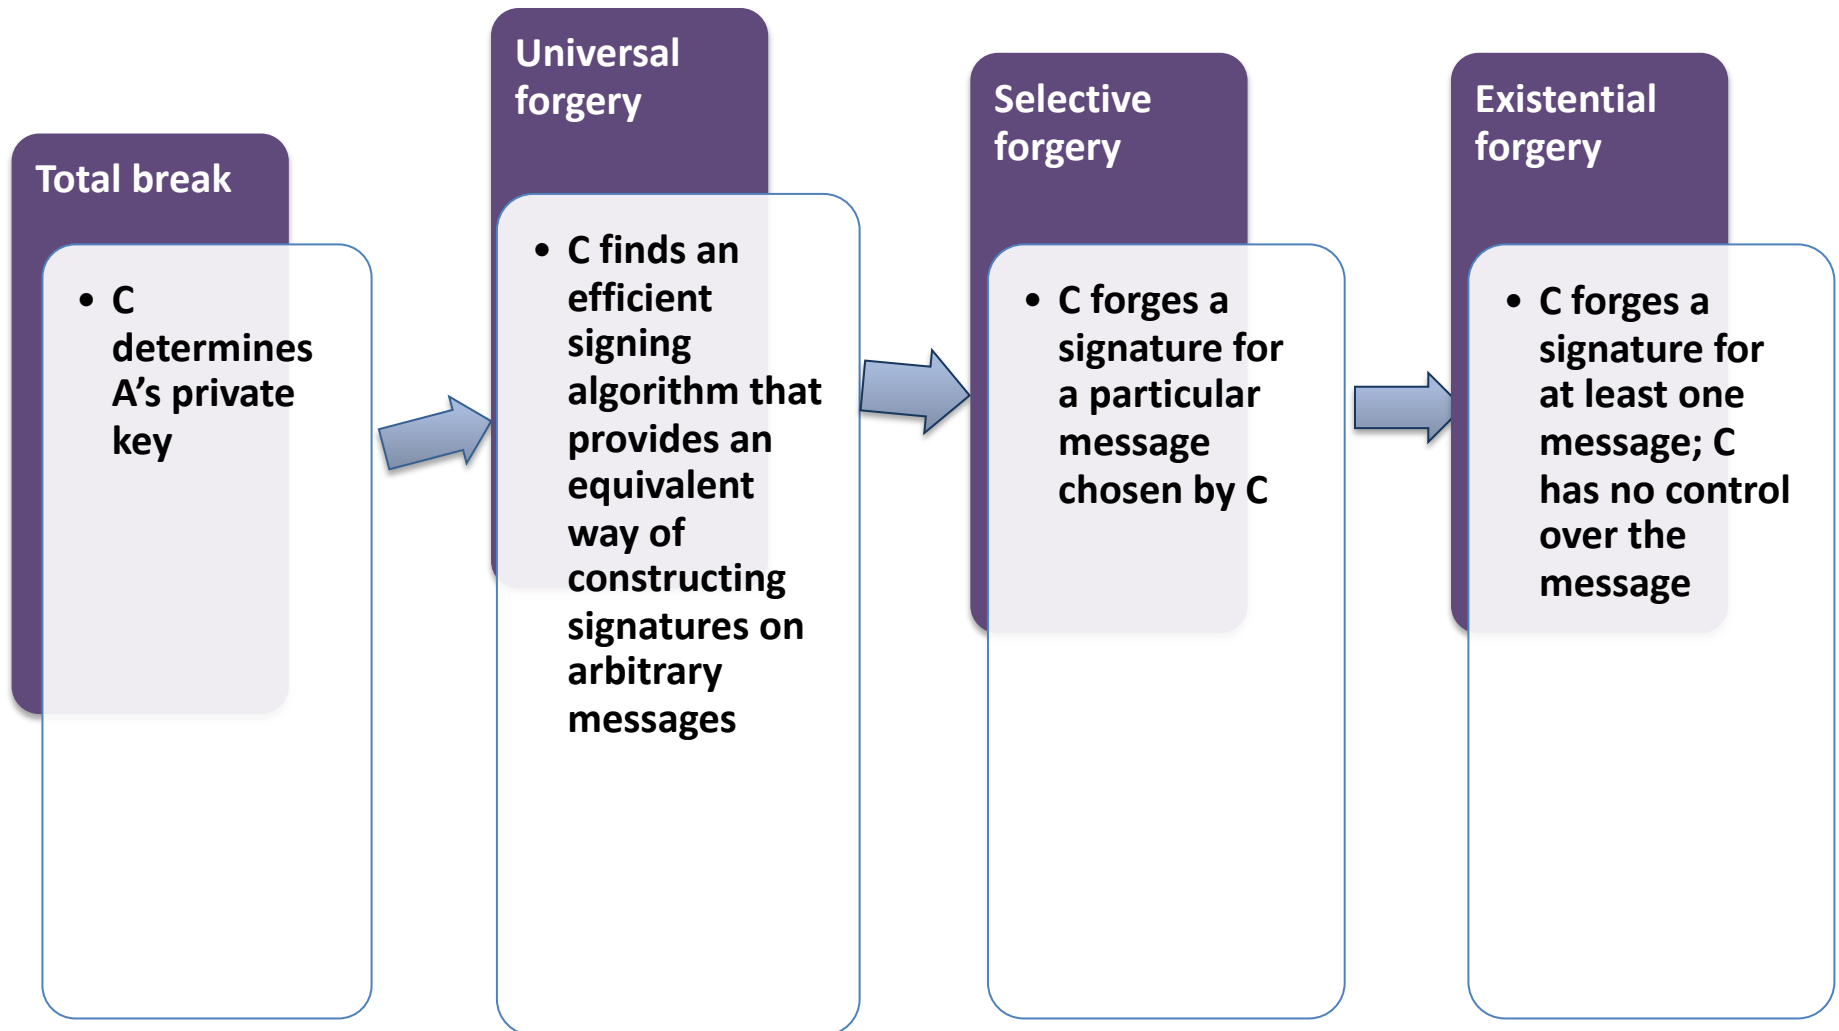 Total break
• C
determines
A’s private
key
Universal
forgery
• C finds an
efficient
signing
algorithm that
provides an
equivalent
way of
constructing
signatures on
arbitrary
messages
Selective
forgery
• C forges a
signature for
a particular
message
chosen by C
Existential
forgery
• C forges a
signature for
at least one
message; C
has no control
over the
message